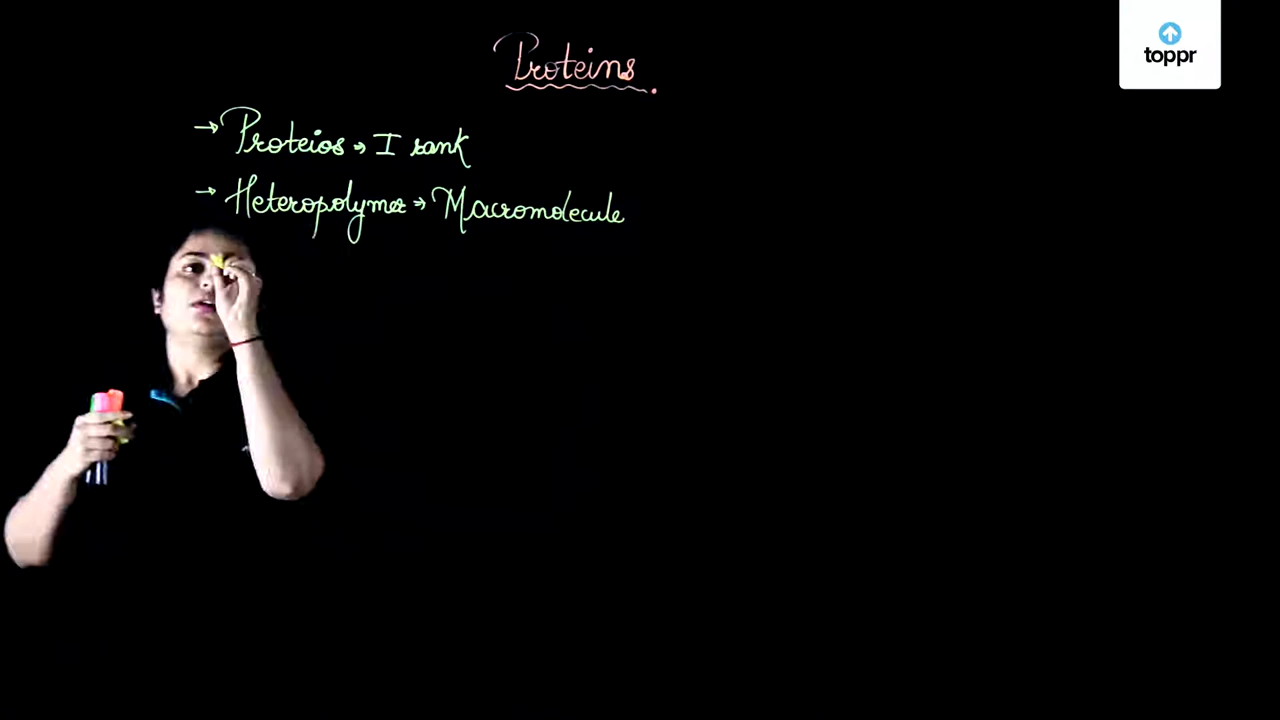 Proteins.
toppr
→ Proteios → I rank
→ Heteropolymer → Macromolecule